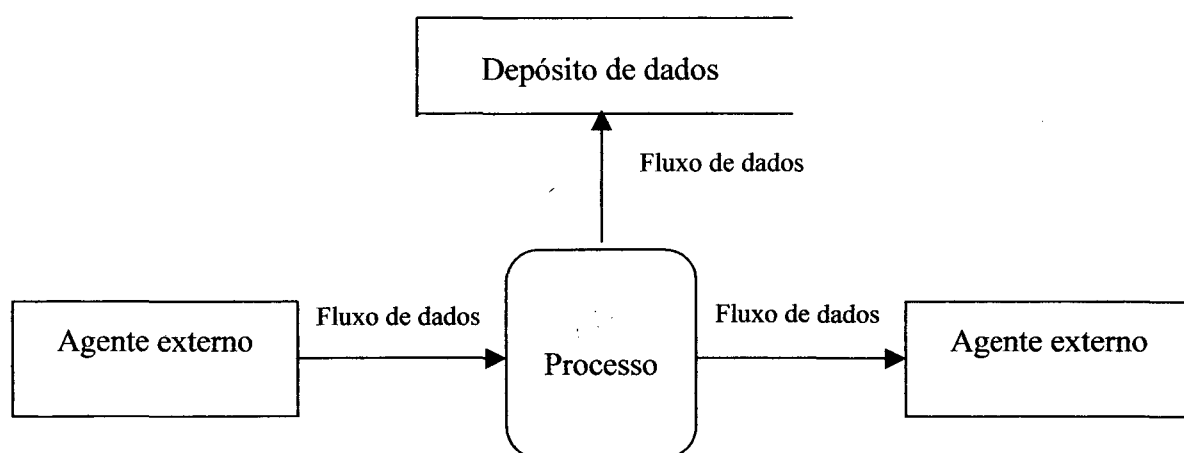 Depósito de dados
Fluxo de dados
Agente externo
Fluxo de dados
Processo
Fluxo de dados
Agente externo